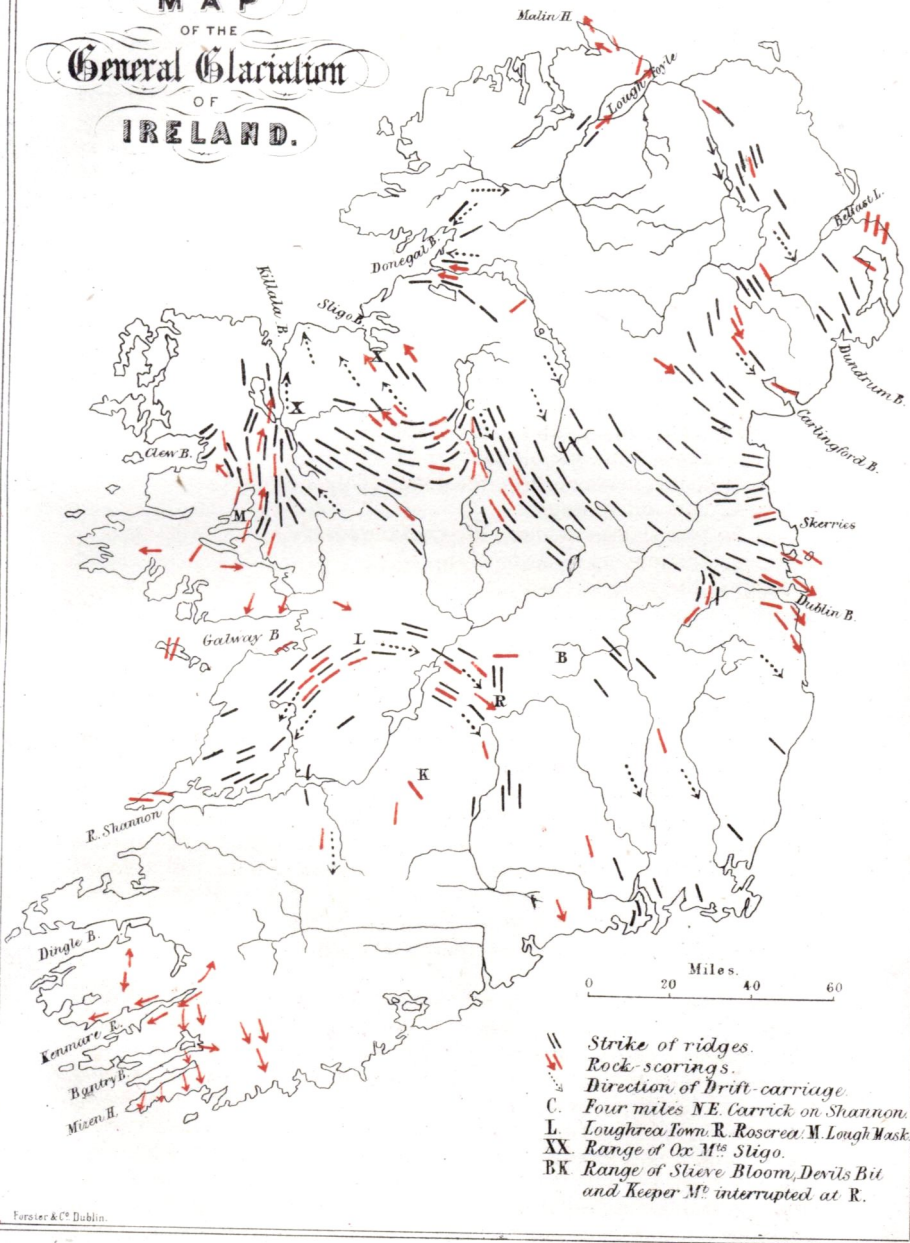 MAP
OF THE
General Glaciation
OF
IRELAND.
Malin H.
Lough Foyle
Belfast L.
Donegal B.
Killala B.
Sligo B.
X
Dundrum B.
X
C
Carlingford B.
Clew B.
M
Skerries
Dublin B.
Galway B
L
B
R
K
R. Shannon
Dingle B.
Miles.
0 20 40 60
Kenmare R.
Bantry B.
Mizen H.
Strike of ridges.
Rock-scorings.
Direction of Drift-carriage.
C. Four miles NE. Carrick on Shannon.
L. Loughrea Town. R. Roscrea. M. Lough Mask.
XX. Range of Ox Mts Sligo.
BK Range of Slieve Bloom, Devils Bit
and Keeper Mt interrupted at R.
Forster & Co. Dublin.